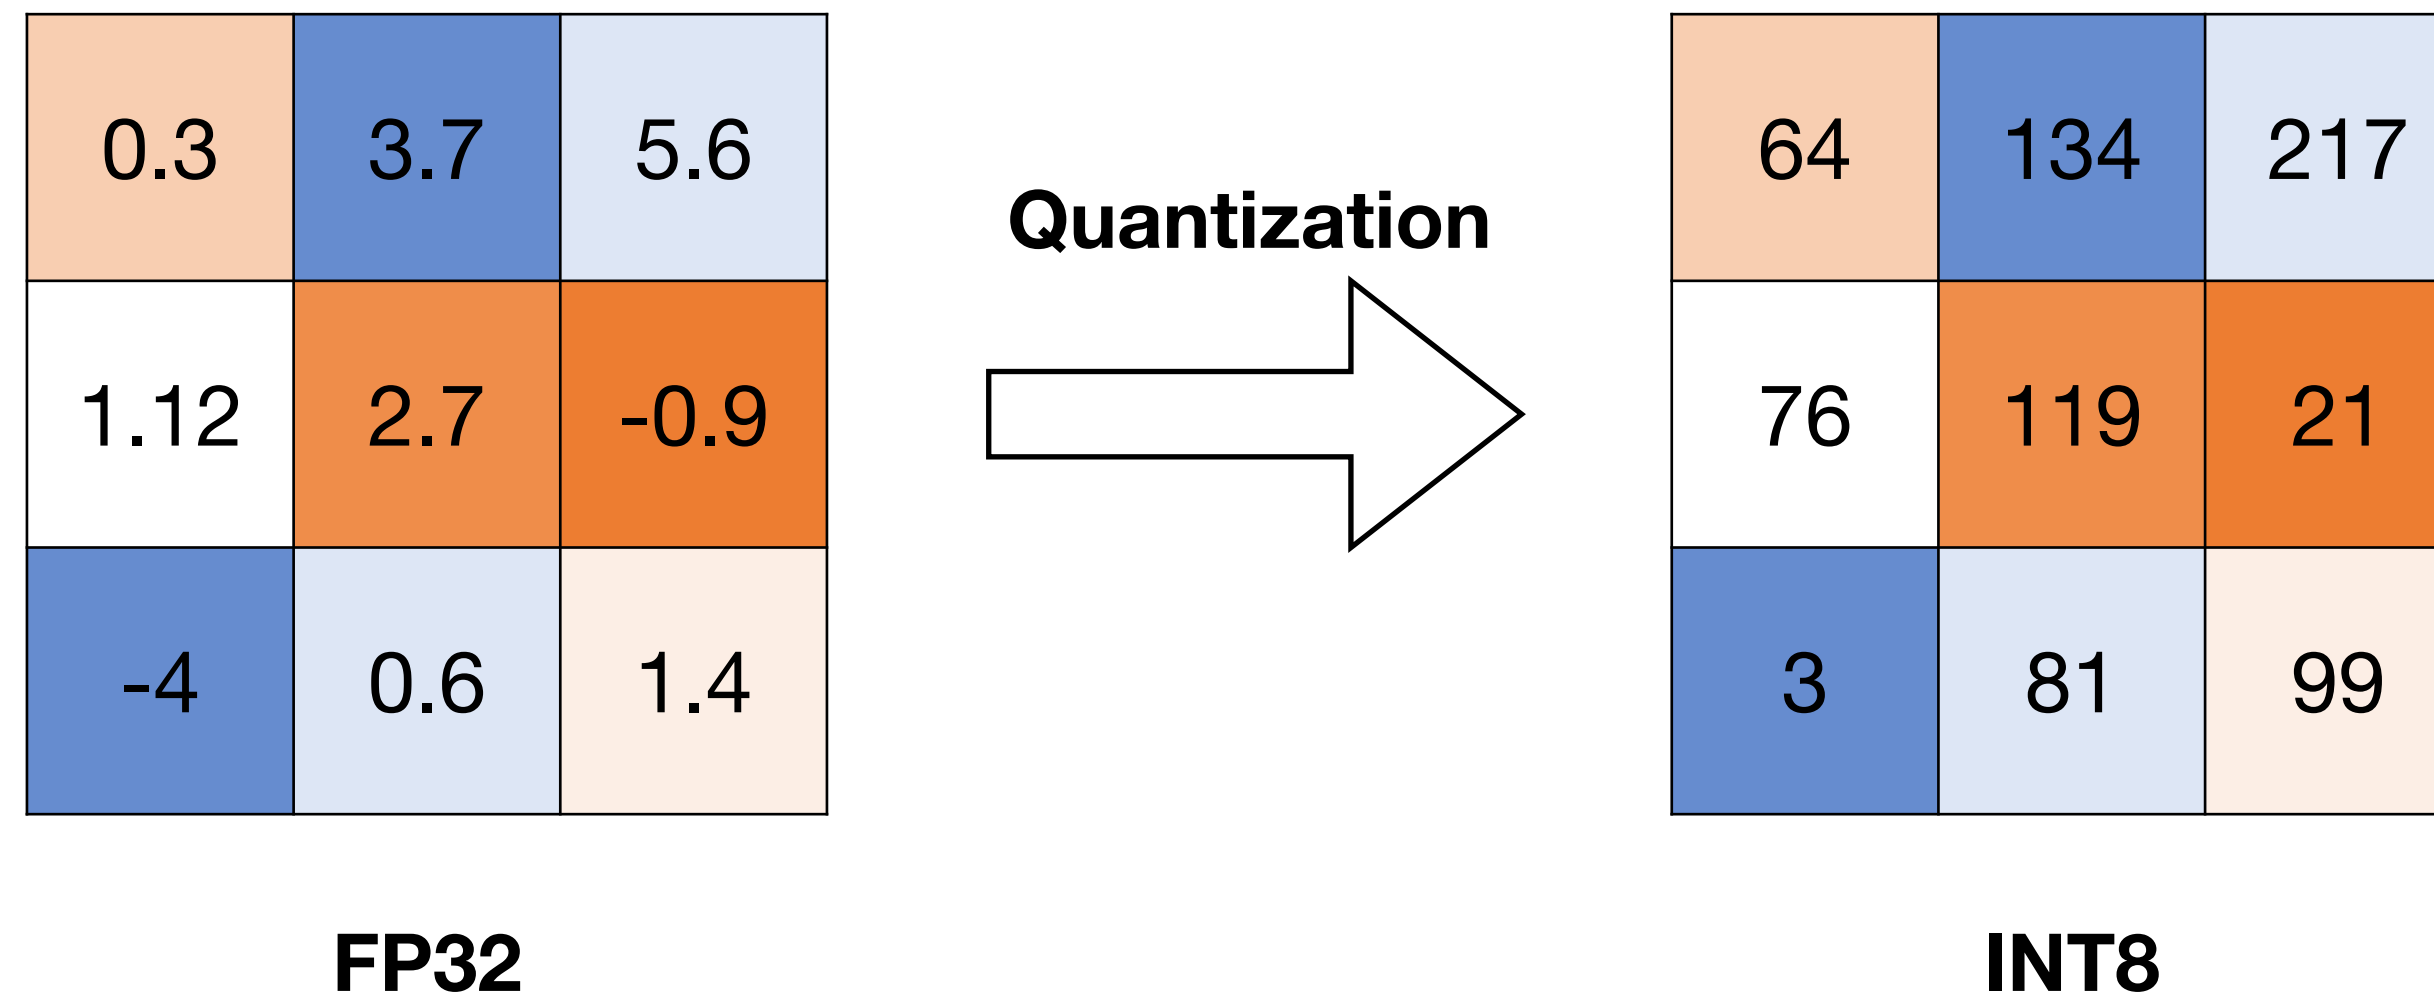 0.3 3.7 5.6
1.12 2.7 -0.9
-4 0.6 1.4
FP32
Quantization
64 134 217
76 119 21
3 81 99
INT8